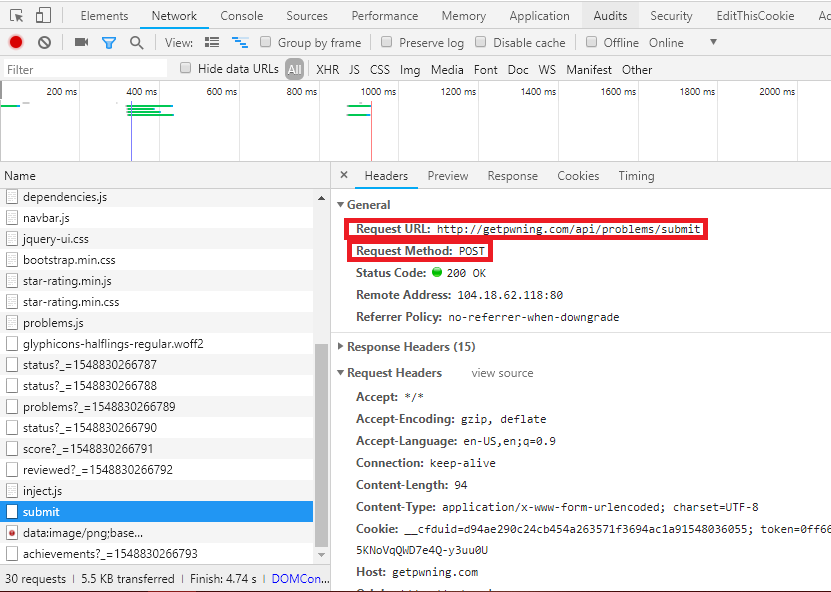 Elements Network Console Sources Performance Memory Application Audits Security EditThisCookie
View: Group by frame Preserve log Disable cache Offline Online
Filter Hide data URLs All XHR JS CSS Img Media Font Doc WS Manifest Other
200 ms 400 ms 600 ms 800 ms 1000 ms 1200 ms 1400 ms 1600 ms 1800 ms 2000 ms
Name
dependencies.js
navbar.js
jquery-ui.css
bootstrap.min.css
star-rating.min.js
star-rating.min.css
problems.js
glyphicons-halflings-regular.woff2
status?_=1548830266787
status?_=1548830266788
problems?_=1548830266789
status?_=1548830266790
score?_=1548830266791
reviewed?_=1548830266792
inject.js
submit
data:image/png;base...
achievements?_=1548830266793
30 requests | 5.5 KB transferred | Finish: 4.74 s | DOMCon...
× Headers Preview Response Cookies Timing
General
Request URL: http://getpwning.com/api/problems/submit
Request Method: POST
Status Code: 200 OK
Remote Address: 104.18.62.118:80
Referrer Policy: no-referrer-when-downgrade
Response Headers (15)
Request Headers view source
Accept: */*
Accept-Encoding: gzip, deflate
Accept-Language: en-US,en;q=0.9
Connection: keep-alive
Content-Length: 94
Content-Type: application/x-www-form-urlencoded; charset=UTF-8
Cookie: __cfduid=d94ae290c24cb454a263571f3694ac1a91548036055; token=0ff66
5KNoVqQWD7e4Q-y3uu0U
Host: getpwning.com